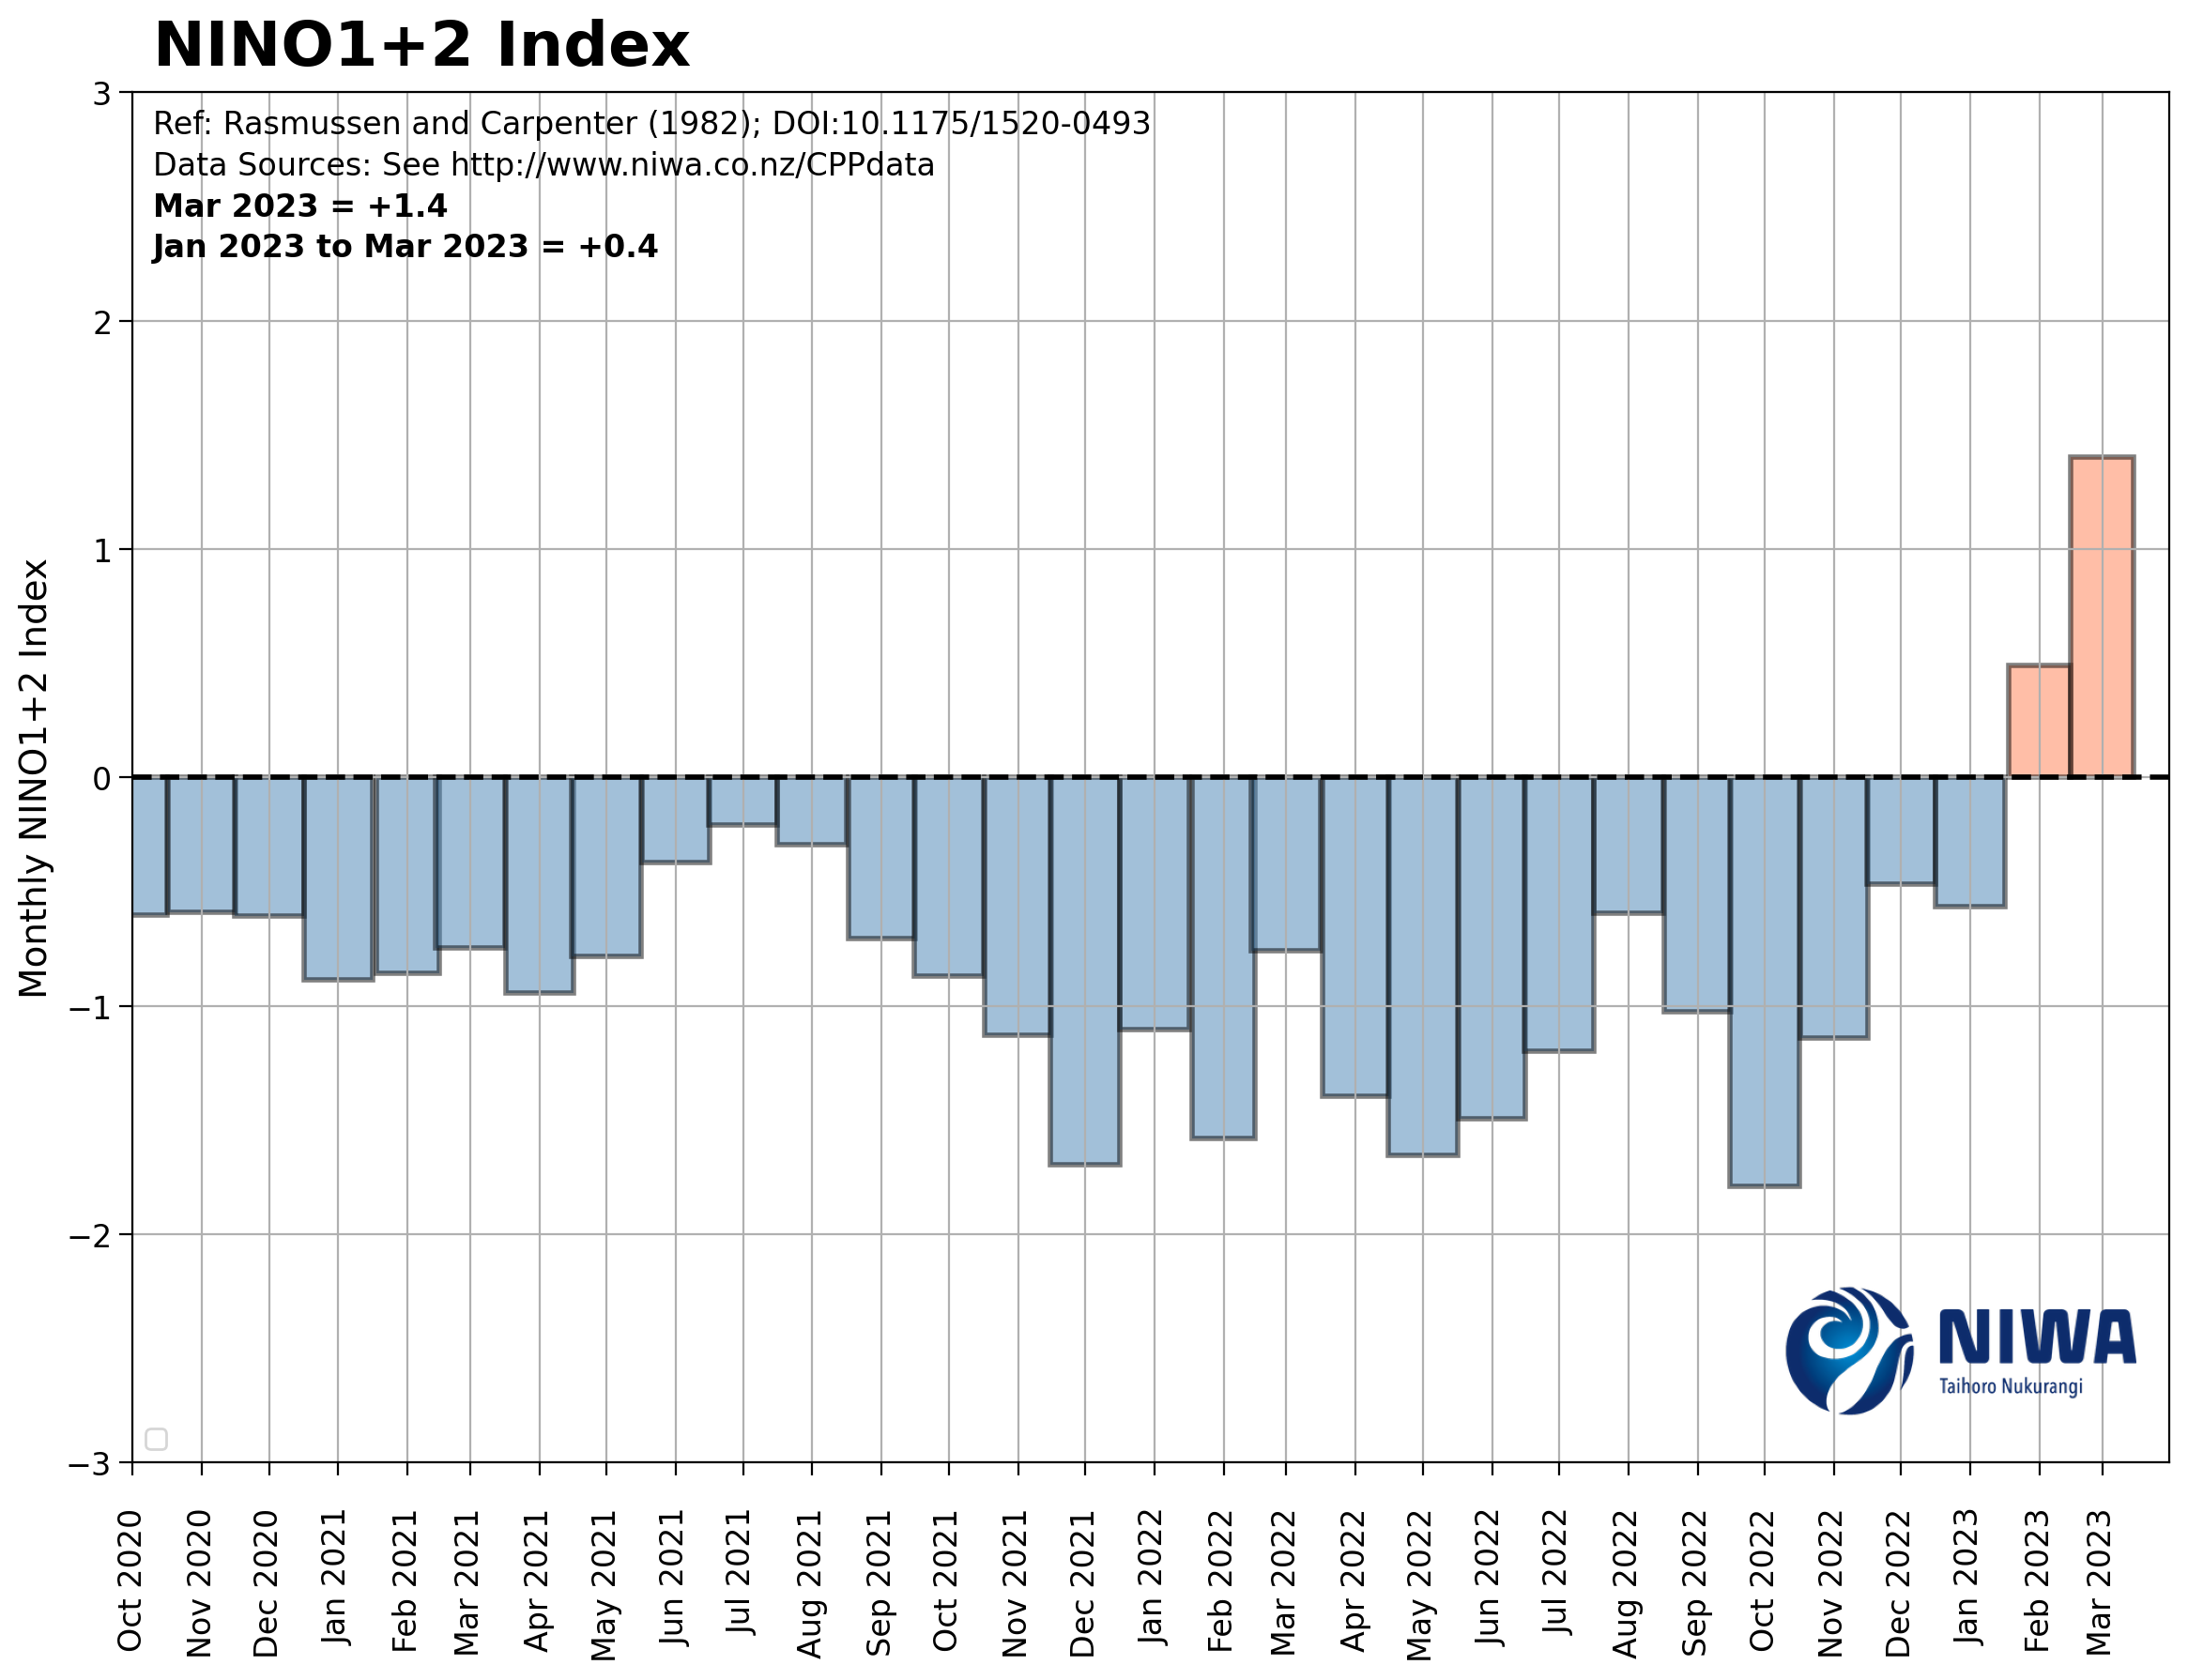 NINO1+2 Index
Ref: Rasmussen and Carpenter (1982); DOI:10.1175/1520-0493
Data Sources: See http://www.niwa.co.nz/CPPdata
Mar 2023 = +1.4
Jan 2023 to Mar 2023 = +0.4
Monthly NINO1+2 Index
3
2
1
0
−1
−2
−3
NIWA
Taihoro Nukurangi
Oct 2020
Nov 2020
Dec 2020
Jan 2021
Feb 2021
Mar 2021
Apr 2021
May 2021
Jun 2021
Jul 2021
Aug 2021
Sep 2021
Oct 2021
Nov 2021
Dec 2021
Jan 2022
Feb 2022
Mar 2022
Apr 2022
May 2022
Jun 2022
Jul 2022
Aug 2022
Sep 2022
Oct 2022
Nov 2022
Dec 2022
Jan 2023
Feb 2023
Mar 2023